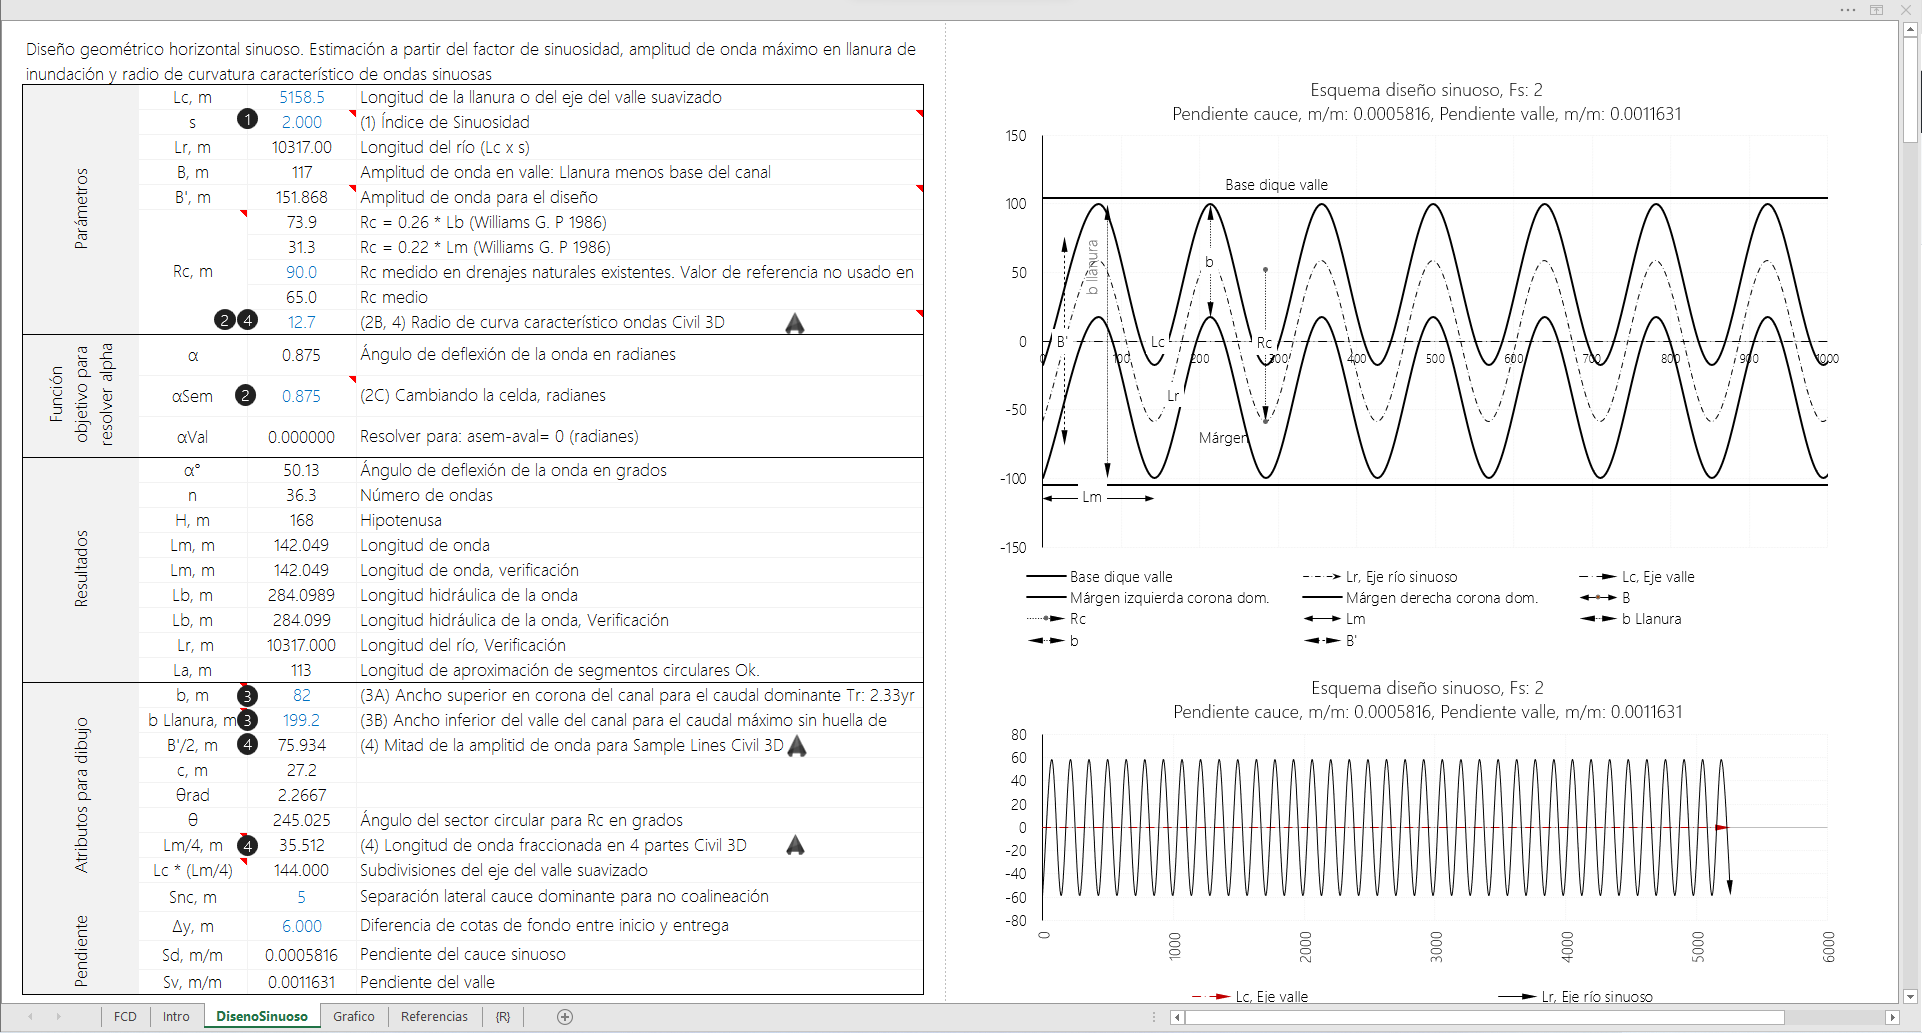 Diseño geométrico horizontal sinuoso. Estimación a partir del factor de sinuosidad, amplitud de onda máximo en llanura de
inundación y radio de curvatura característico de ondas sinuosas
Parámetros
Lc, m 5158.5 Longitud de la llanura o del eje del valle suavizado
s 1 2.000 (1) Índice de Sinuosidad
Lr, m 10317.00 Longitud del río (Lc x s)
B, m 117 Amplitud de onda en valle: Llanura menos base del canal
B', m 151.868 Amplitud de onda para el diseño
Rc, m
73.9 Rc = 0.26 * Lb (Williams G. P 1986)
31.3 Rc = 0.22 * Lm (Williams G. P 1986)
90.0 Rc medido en drenajes naturales existentes. Valor de referencia no usado en
65.0 Rc medio
2 4 12.7 (2B, 4) Radio de curva característico ondas Civil 3D
Función
objetivo para
resolver alpha
α 0.875 Ángulo de deflexión de la onda en radianes
αSem 2 0.875 (2C) Cambiando la celda, radianes
αVal 0.000000 Resolver para: asem-aval= 0 (radianes)
Resultados
α° 50.13 Ángulo de deflexión de la onda en grados
n 36.3 Número de ondas
H, m 168 Hipotenusa
Lm, m 142.049 Longitud de onda
Lm, m 142.049 Longitud de onda, verificación
Lb, m 284.0989 Longitud hidráulica de la onda
Lb, m 284.099 Longitud hidráulica de la onda, Verificación
Lr, m 10317.000 Longitud del río, Verificación
La, m 113 Longitud de aproximación de segmentos circulares Ok.
Atributos para dibujo
b, m 3 82 (3A) Ancho superior en corona del canal para el caudal dominante Tr: 2.33yr
b Llanura, m 3 199.2 (3B) Ancho inferior del valle del canal para el caudal máximo sin huella de
B'/2, m 4 75.934 (4) Mitad de la amplitid de onda para Sample Lines Civil 3D
c, m 27.2
θrad 2.2667
θ 245.025 Ángulo del sector circular para Rc en grados
Lm/4, m 4 35.512 (4) Longitud de onda fraccionada en 4 partes Civil 3D
Lc * (Lm/4) 144.000 Subdivisiones del eje del valle suavizado
Snc, m 5 Separación lateral cauce dominante para no coalineación
Pendiente
Δy, m 6.000 Diferencia de cotas de fondo entre inicio y entrega
Sd, m/m 0.0005816 Pendiente del cauce sinuoso
Sv, m/m 0.0011631 Pendiente del valle
Esquema diseño sinuoso, Fs: 2
Pendiente cauce, m/m: 0.0005816, Pendiente valle, m/m: 0.0011631
150
100
50
0
-50
-100
-150
0 100 200 300 400 500 600 700 800 900 1000
Base dique valle
b llanura
b
B'
Lc
Rc
Lr
Márgen
Lm
Base dique valle Lr, Eje río sinuoso Lc, Eje valle
Márgen izquierda corona dom. Márgen derecha corona dom. B
Rc Lm b Llanura
b B'
Esquema diseño sinuoso, Fs: 2
Pendiente cauce, m/m: 0.0005816, Pendiente valle, m/m: 0.0011631
80
60
40
20
0
-20
-40
-60
-80
0 1000 2000 3000 4000 5000 6000
Lc, Eje valle Lr, Eje río sinuoso
FCD Intro DisenoSinuoso Grafico Referencias {R}